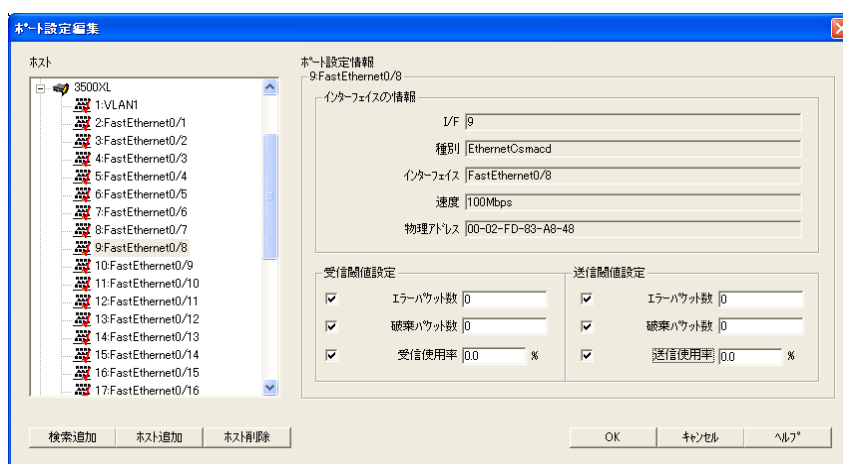 ポート設定編集
ホスト
3500XL
1:VLAN1
2:FastEthernet0/1
3:FastEthernet0/2
4:FastEthernet0/3
5:FastEthernet0/4
6:FastEthernet0/5
7:FastEthernet0/6
8:FastEthernet0/7
9:FastEthernet0/8
10:FastEthernet0/9
11:FastEthernet0/10
12:FastEthernet0/11
13:FastEthernet0/12
14:FastEthernet0/13
15:FastEthernet0/14
16:FastEthernet0/15
17:FastEthernet0/16
検索追加
ホスト追加
ホスト削除
ポート設定情報
9:FastEthernet0/8
インターフェイスの情報
I/F 9
種別 EthernetCsmacd
インターフェイス FastEthernet0/8
速度 100Mbps
物理アドレス 00-02-FD-83-A8-48
受信閾値設定
エラーパケット数 0
破棄パケット数 0
受信使用率 0.0 %
送信閾値設定
エラーパケット数 0
破棄パケット数 0
送信使用率 0.0 %
OK
キャンセル
ヘルプ